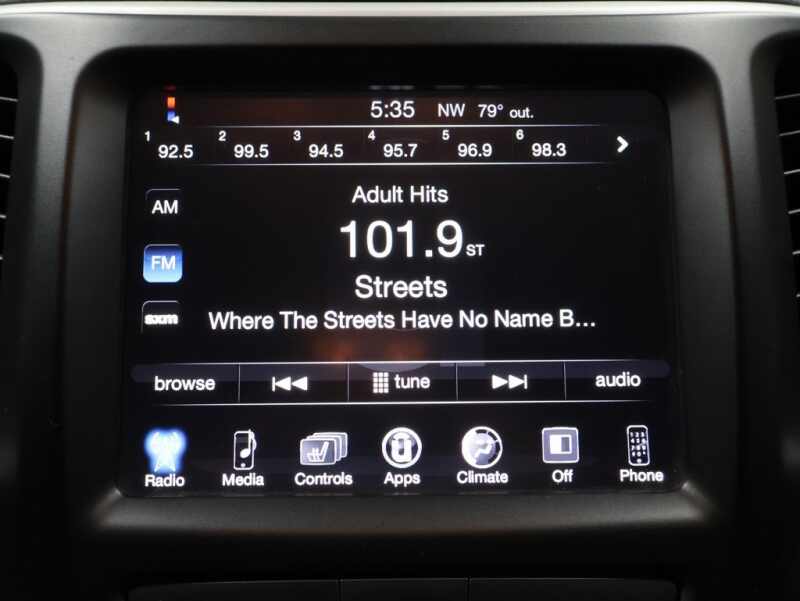 5:35 NW 79° out.
1 92.5 2 99.5 3 94.5 4 95.7 5 96.9 6 98.3
Adult Hits
AM
101.9 ST
FM
Streets
sxm
Where The Streets Have No Name B...
browse tune audio
Radio Media Controls Apps Climate Off Phone